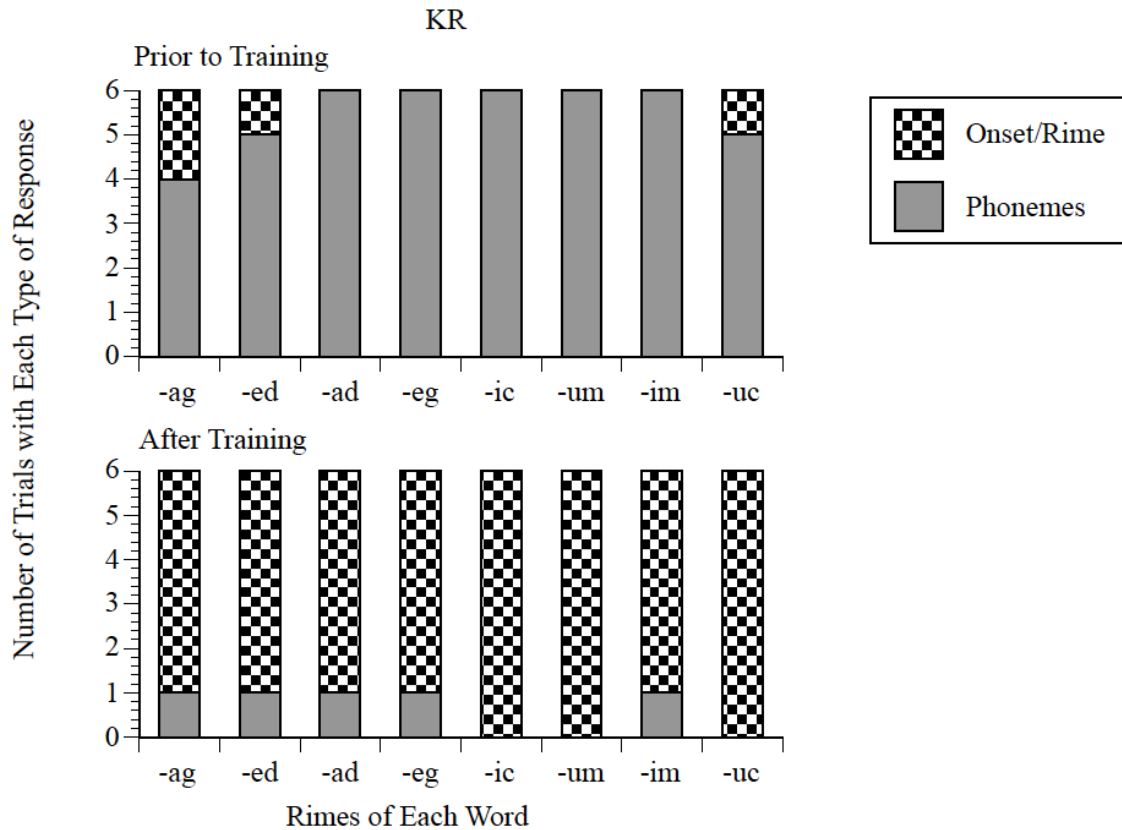 KR
Prior to Training
Number of Trials with Each Type of Response
6
5
4
3
2
1
0
-ag -ed -ad -eg -ic -um -im -uc
Onset/Rime
Phonemes
After Training
6
5
4
3
2
1
0
-ag -ed -ad -eg -ic -um -im -uc
Rimes of Each Word